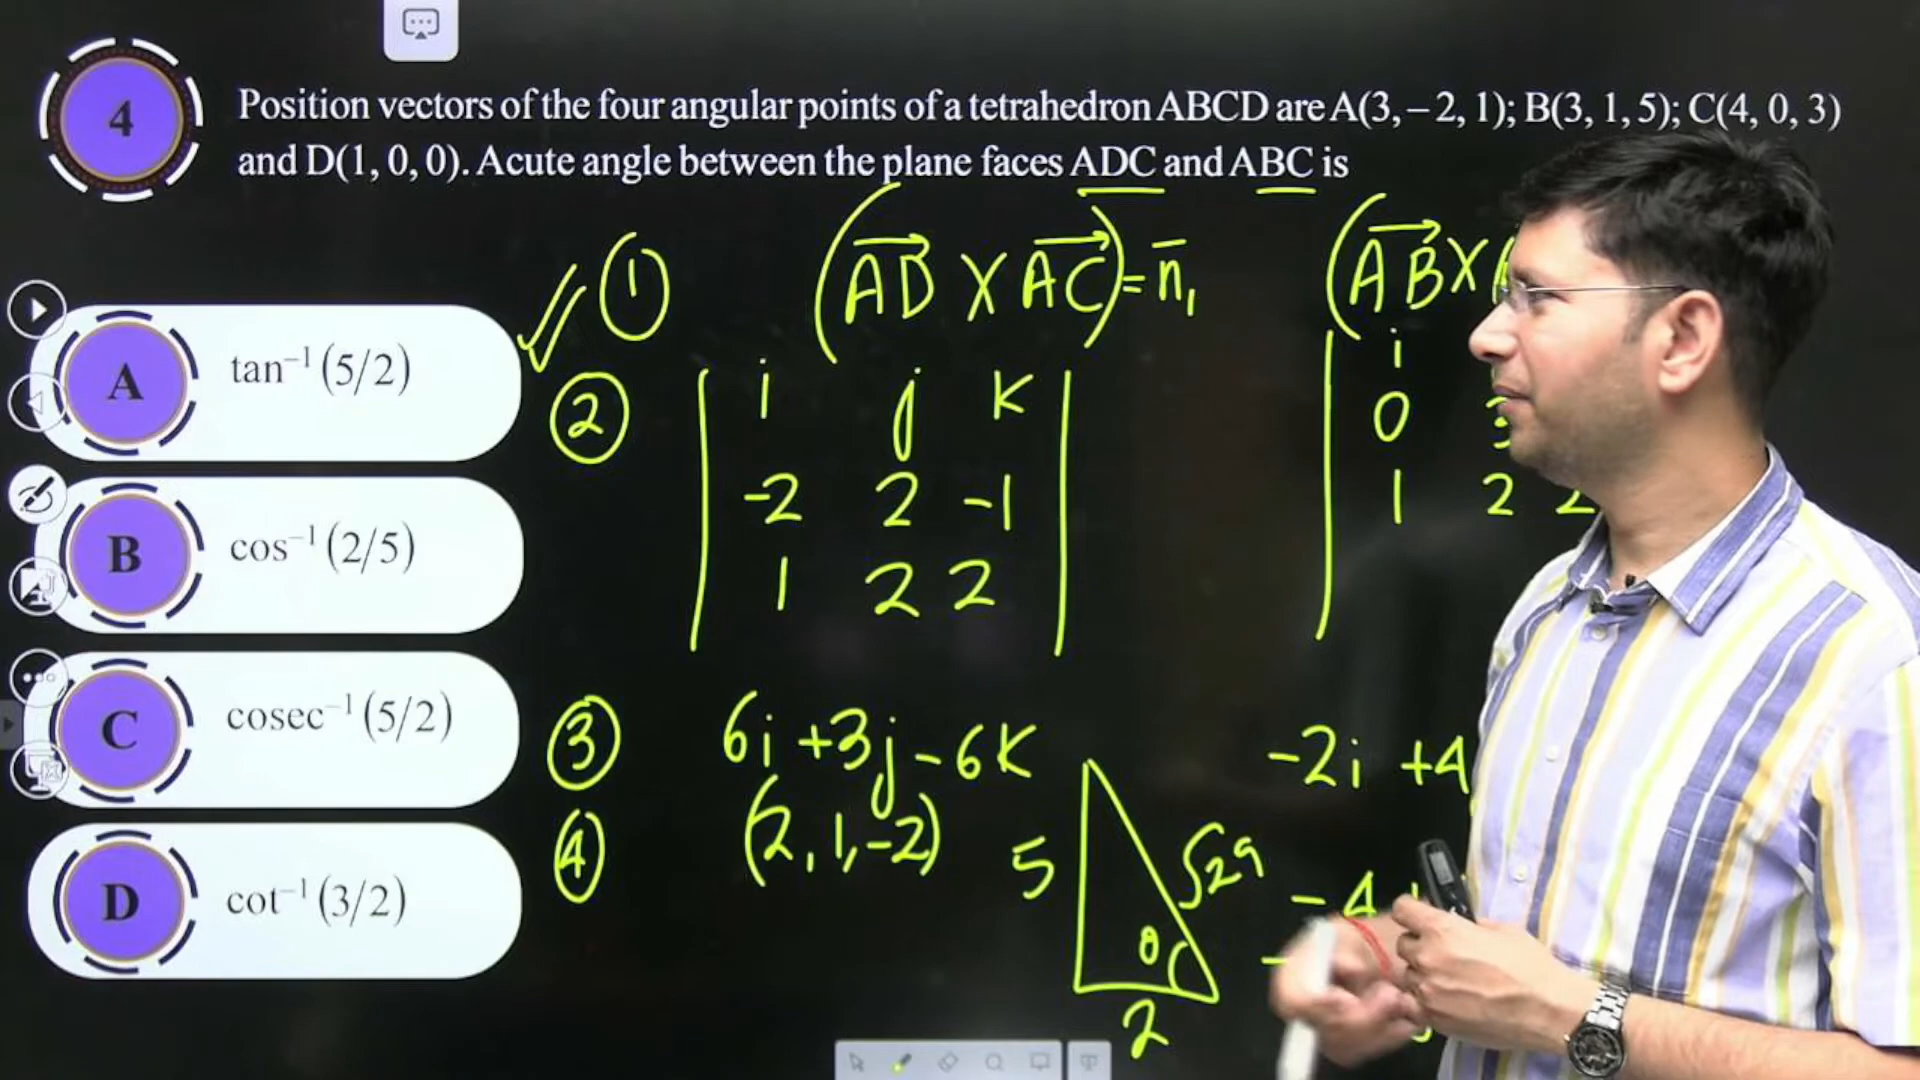 4
Position vectors of the four angular points of a tetrahedron ABCD are A(3, – 2, 1); B(3, 1, 5); C(4, 0, 3)
and D(1, 0, 0). Acute angle between the plane faces ADC and ABC is
A tan⁻¹ (5/2)
B cos⁻¹ (2/5)
C cosec⁻¹ (5/2)
D cot⁻¹ (3/2)
① (AD X AC) = n₁
② i j k
-2 2 -1
1 2 2
③ 6i +3j -6k
④ (2, 1, -2)
5 √29
θ
2
(AB X
i
0
1 2 2
-2i +4
-4